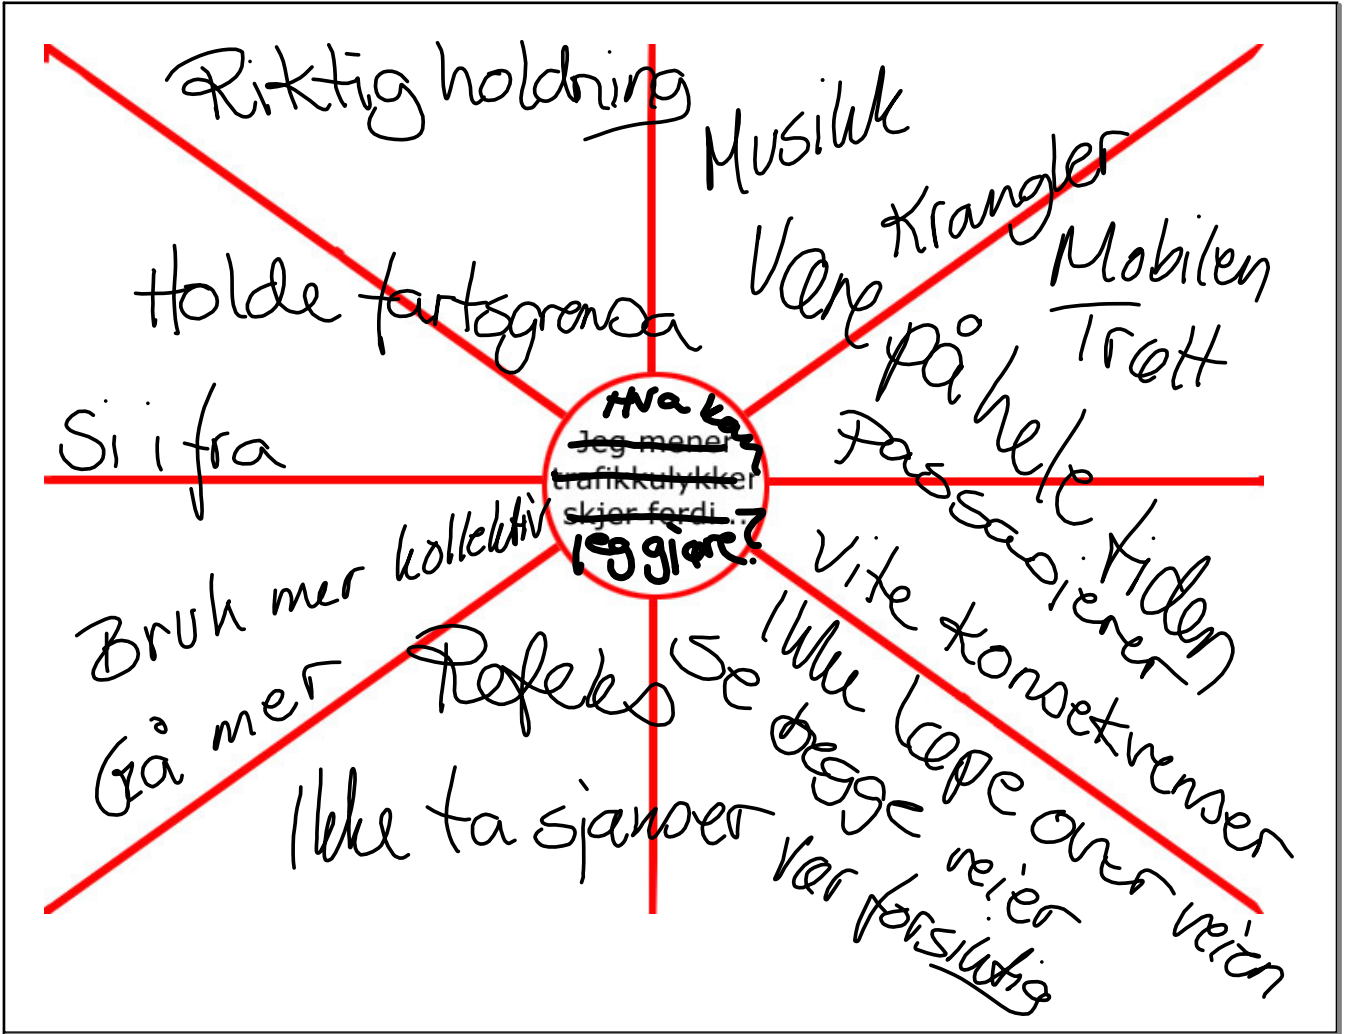 Riktig holdning
Musikk
Krangler
Mobilen
Trøtt
Være på hele tiden
Holde fartsgrensa
Si ifra
Hva kan
Jeg mener
trafikkulykker
skjer fordi ...
jeg gjøre?
Passasjerer
Bruk mer kollektiv
Gå mer
Refleks
Vite konsekvenser
Ikke løpe over veien
Se begge veier
Ikke ta sjanser
Vær forsiktig